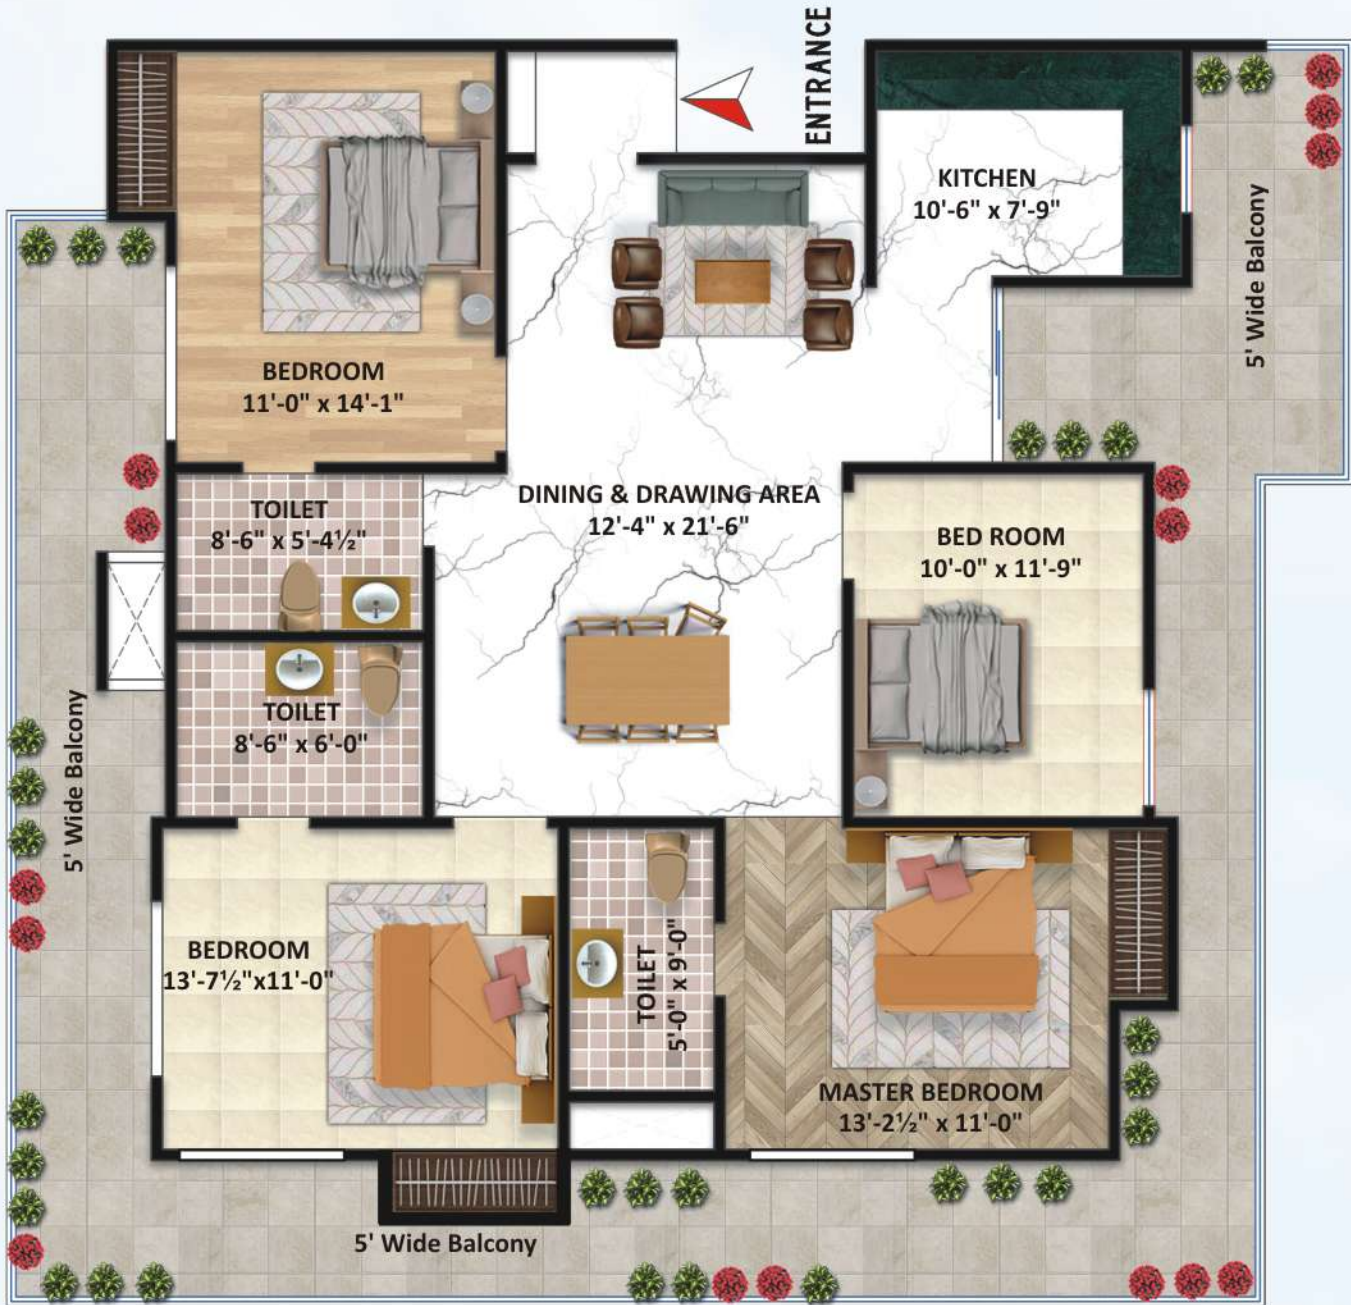 ENTRANCE
KITCHEN
10'-6" x 7'-9"
5' Wide Balcony
BEDROOM
11'-0" x 14'-1"
TOILET
8'-6" x 5'-4½"
DINING & DRAWING AREA
12'-4" x 21'-6"
BED ROOM
10'-0" x 11'-9"
TOILET
8'-6" x 6'-0"
5' Wide Balcony
BEDROOM
13'-7½"x11'-0"
TOILET
5'-0" x 9'-0"
MASTER BEDROOM
13'-2½" x 11'-0"
5' Wide Balcony